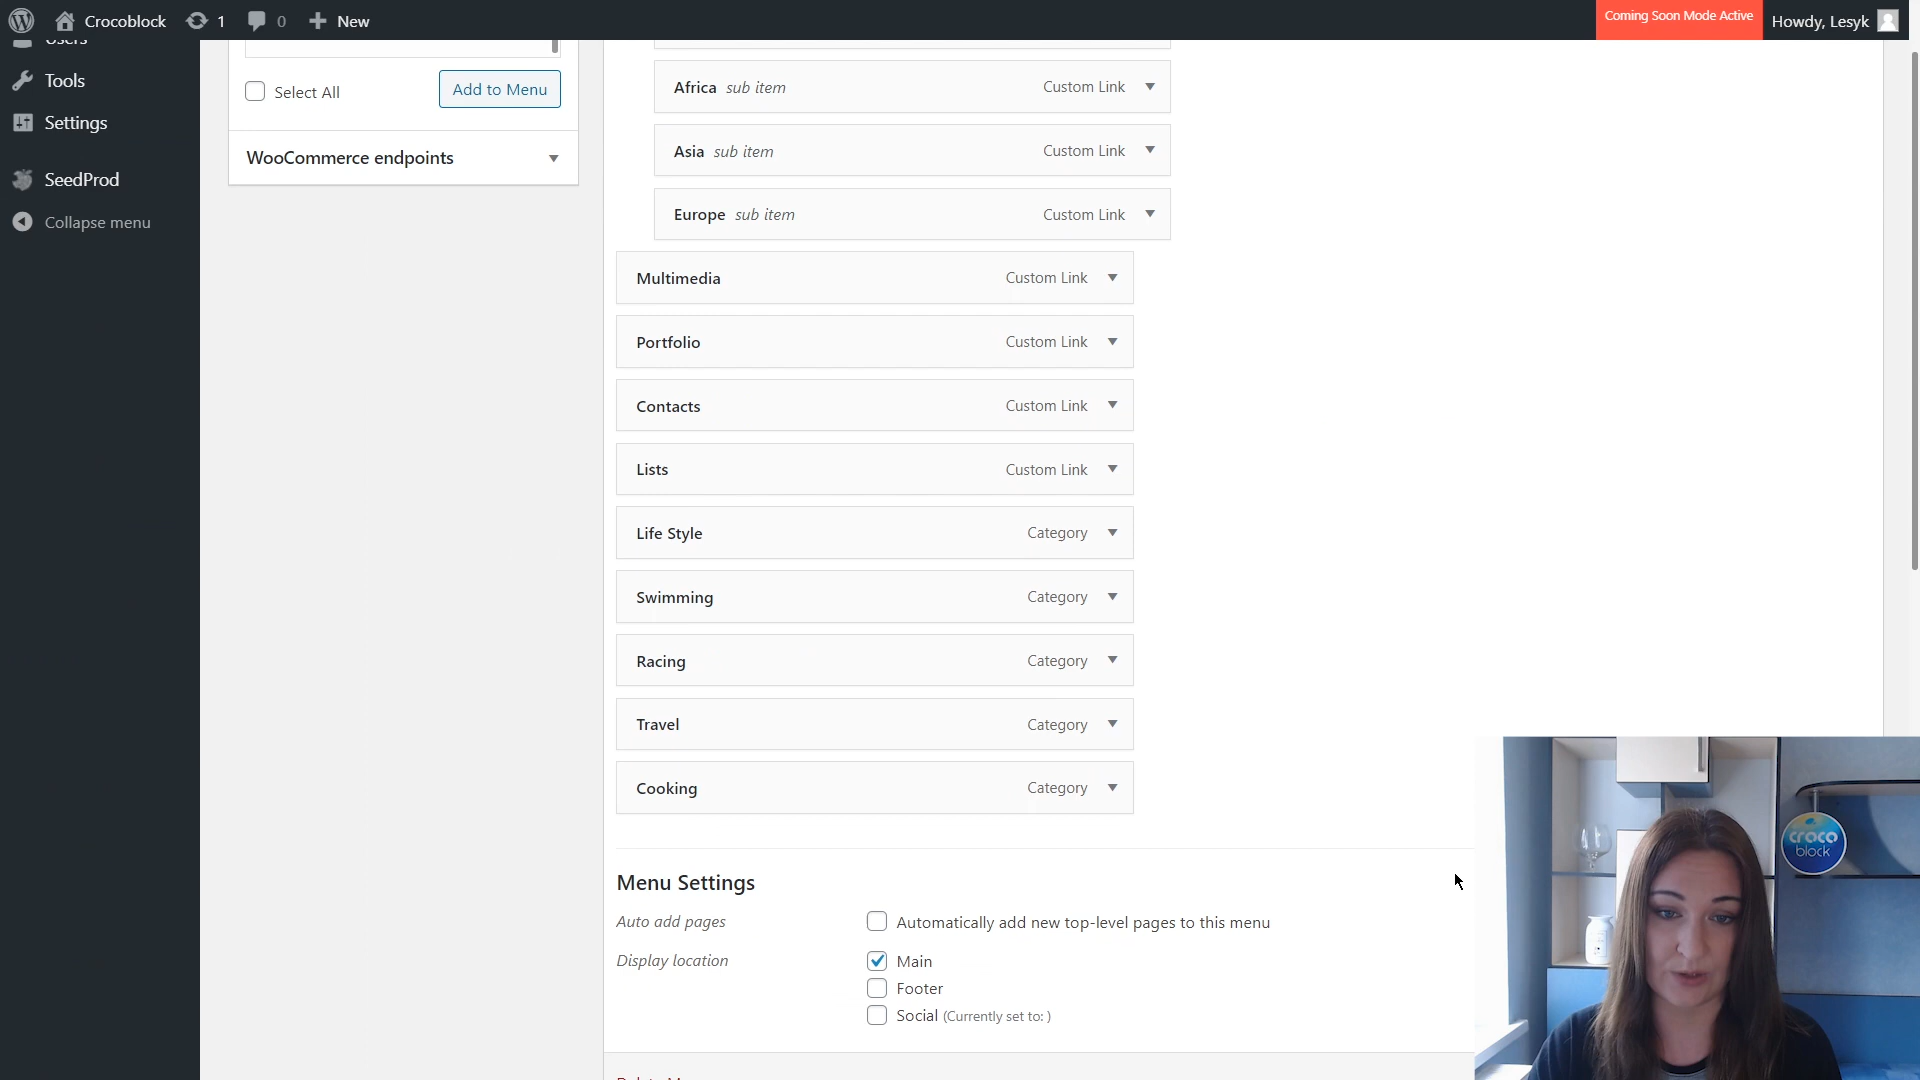 Crocoblock 1 0 New Coming Soon Mode Active Howdy, Lesyk
Users
Tools
Settings
SeedProd
Collapse menu
Select All Add to Menu
WooCommerce endpoints
Africa sub item Custom Link
Asia sub item Custom Link
Europe sub item Custom Link
Multimedia Custom Link
Portfolio Custom Link
Contacts Custom Link
Lists Custom Link
Life Style Category
Swimming Category
Racing Category
Travel Category
Cooking Category
Menu Settings
Auto add pages Automatically add new top-level pages to this menu
Display location Main
Footer
Social (Currently set to: )
croco
block